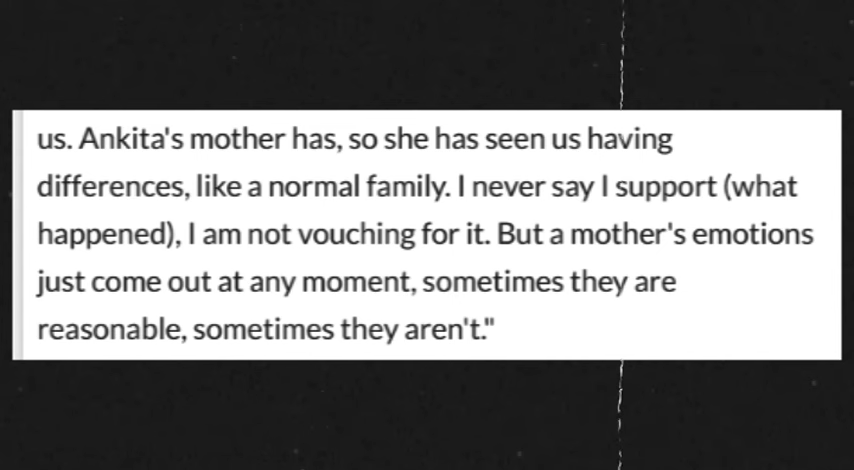 us. Ankita's mother has, so she has seen us having
differences, like a normal family. I never say I support (what
happened), I am not vouching for it. But a mother's emotions
just come out at any moment, sometimes they are
reasonable, sometimes they aren't."